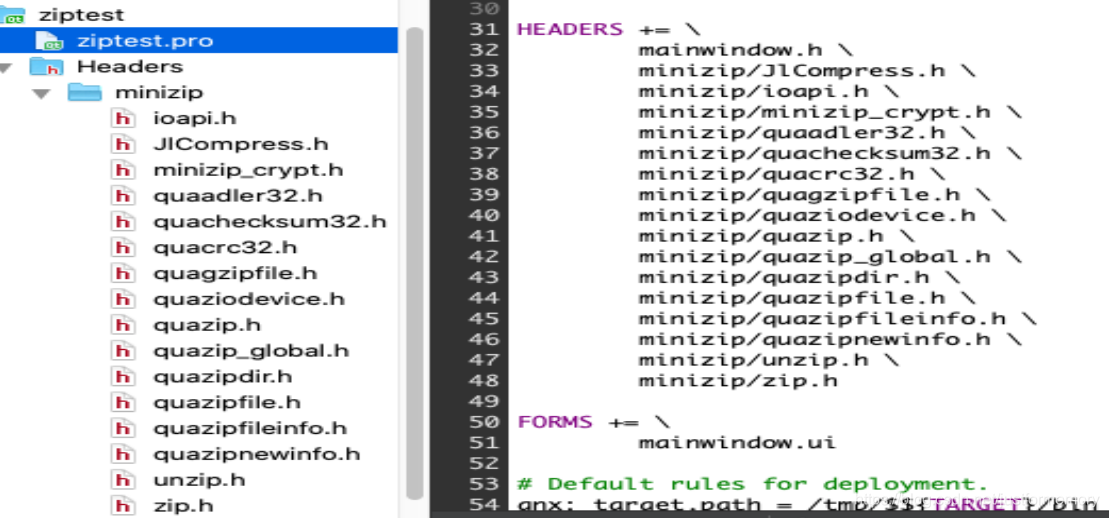 ziptest
ziptest.pro
Headers
minizip
ioapi.h
JlCompress.h
minizip_crypt.h
quaadler32.h
quachecksum32.h
quacrc32.h
quagzipfile.h
quaziodevice.h
quazip.h
quazip_global.h
quazipdir.h
quazipfile.h
quazipfileinfo.h
quazipnewinfo.h
unzip.h
zip.h
30
31 HEADERS += \
32 mainwindow.h \
33 minizip/JlCompress.h \
34 minizip/ioapi.h \
35 minizip/minizip_crypt.h \
36 minizip/quaadler32.h \
37 minizip/quachecksum32.h \
38 minizip/quacrc32.h \
39 minizip/quagzipfile.h \
40 minizip/quaziodevice.h \
41 minizip/quazip.h \
42 minizip/quazip_global.h \
43 minizip/quazipdir.h \
44 minizip/quazipfile.h \
45 minizip/quazipfileinfo.h \
46 minizip/quazipnewinfo.h \
47 minizip/unzip.h \
48 minizip/zip.h
49
50 FORMS += \
51 mainwindow.ui
52
53 # Default rules for deployment.
54 qnx: target.path = /tmp/$${TARGET}/bin